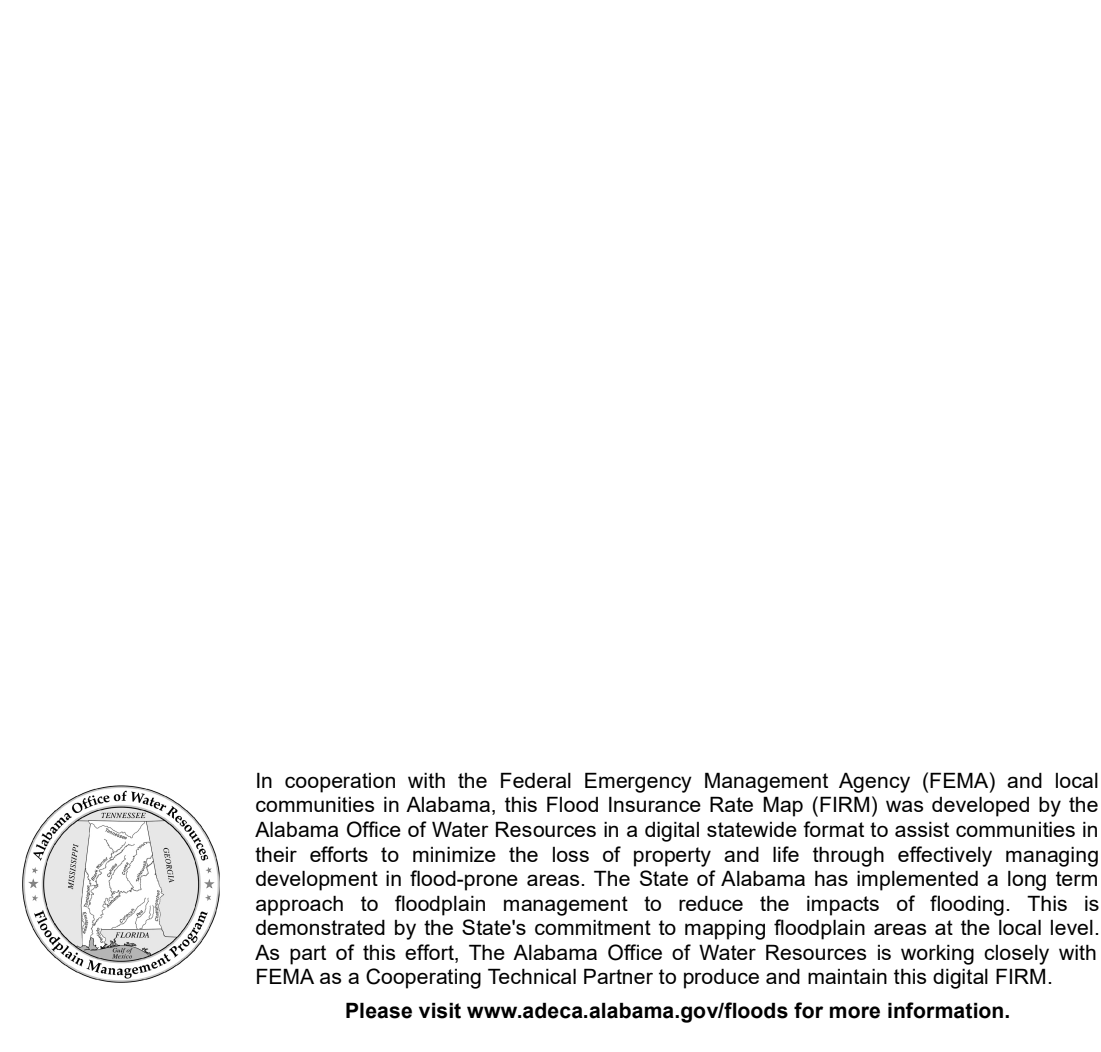 Alabama Office of Water Resources
TENNESSEE
MISSISSIPPI
GEORGIA
FLORIDA
Gulf of
Mexico
Floodplain Management Program
In cooperation with the Federal Emergency Management Agency (FEMA) and local
communities in Alabama, this Flood Insurance Rate Map (FIRM) was developed by the
Alabama Office of Water Resources in a digital statewide format to assist communities in
their efforts to minimize the loss of property and life through effectively managing
development in flood-prone areas. The State of Alabama has implemented a long term
approach to floodplain management to reduce the impacts of flooding. This is
demonstrated by the State's commitment to mapping floodplain areas at the local level.
As part of this effort, The Alabama Office of Water Resources is working closely with
FEMA as a Cooperating Technical Partner to produce and maintain this digital FIRM.
Please visit www.adeca.alabama.gov/floods for more information.